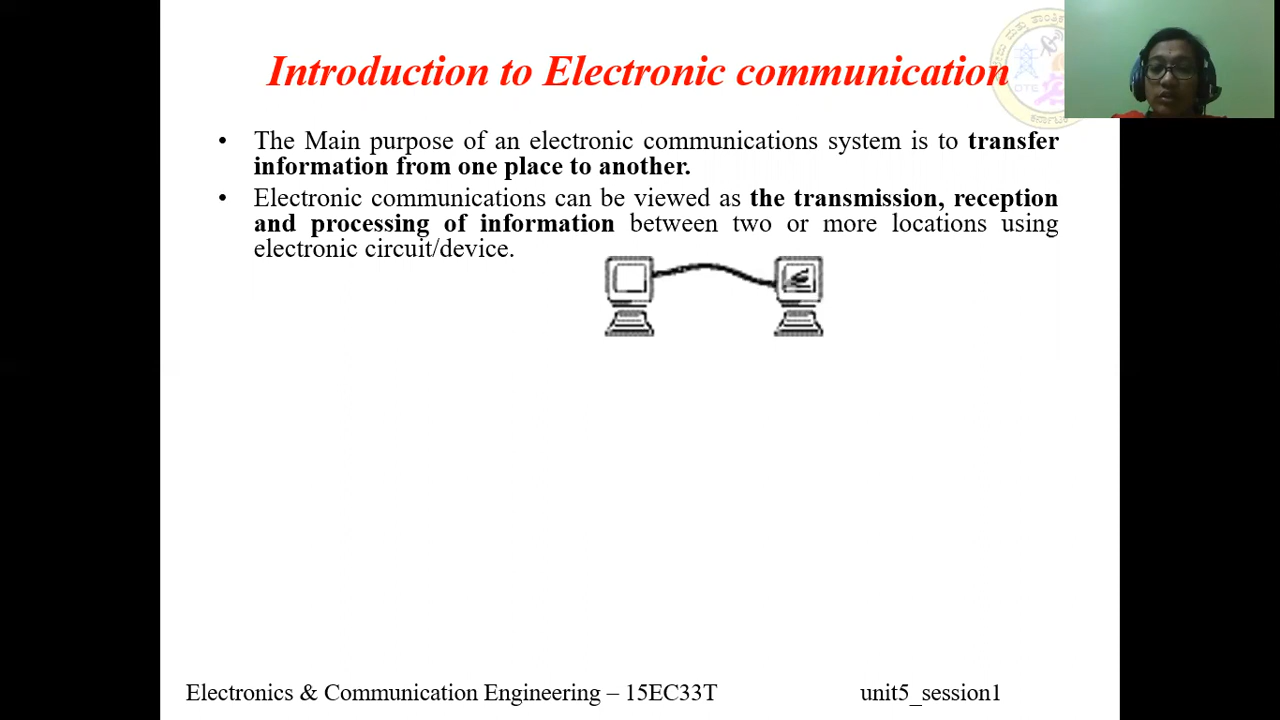 Introduction to Electronic communication
• The Main purpose of an electronic communications system is to transfer
information from one place to another.
• Electronic communications can be viewed as the transmission, reception
and processing of information between two or more locations using
electronic circuit/device.
DTE
Electronics & Communication Engineering – 15EC33T
unit5_session1